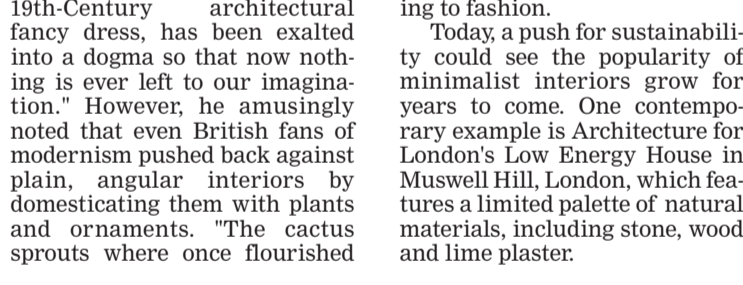 19th-Century architectural
fancy dress, has been exalted
into a dogma so that now noth-
ing is ever left to our imagina-
tion." However, he amusingly
noted that even British fans of
modernism pushed back against
plain, angular interiors by
domesticating them with plants
and ornaments. "The cactus
sprouts where once flourished
ing to fashion.
Today, a push for sustainabili-
ty could see the popularity of
minimalist interiors grow for
years to come. One contempo-
rary example is Architecture for
London's Low Energy House in
Muswell Hill, London, which fea-
tures a limited palette of natural
materials, including stone, wood
and lime plaster.